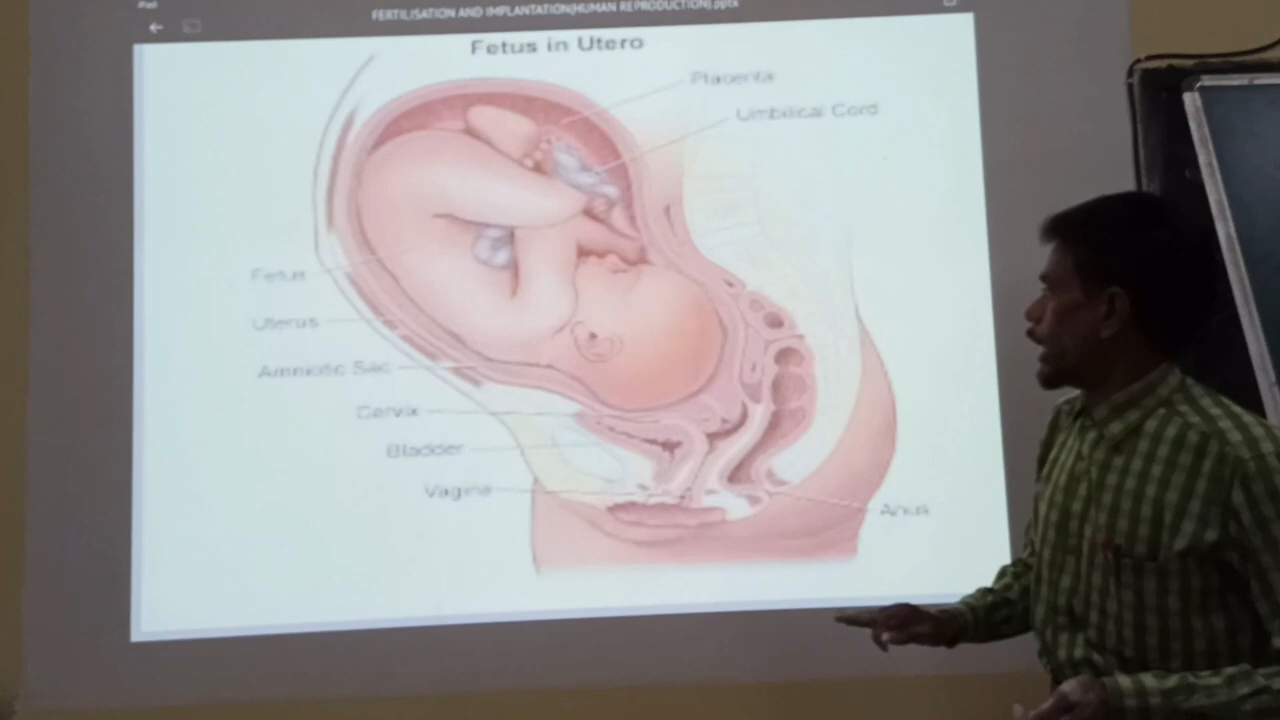 iPad
FERTILISATION AND IMPLANTATION(HUMAN REPRODUCTION).pptx
Fetus in Utero
Placenta
Umbilical Cord
Fetus
Uterus
Amniotic Sac
Cervix
Bladder
Vagina
Anus